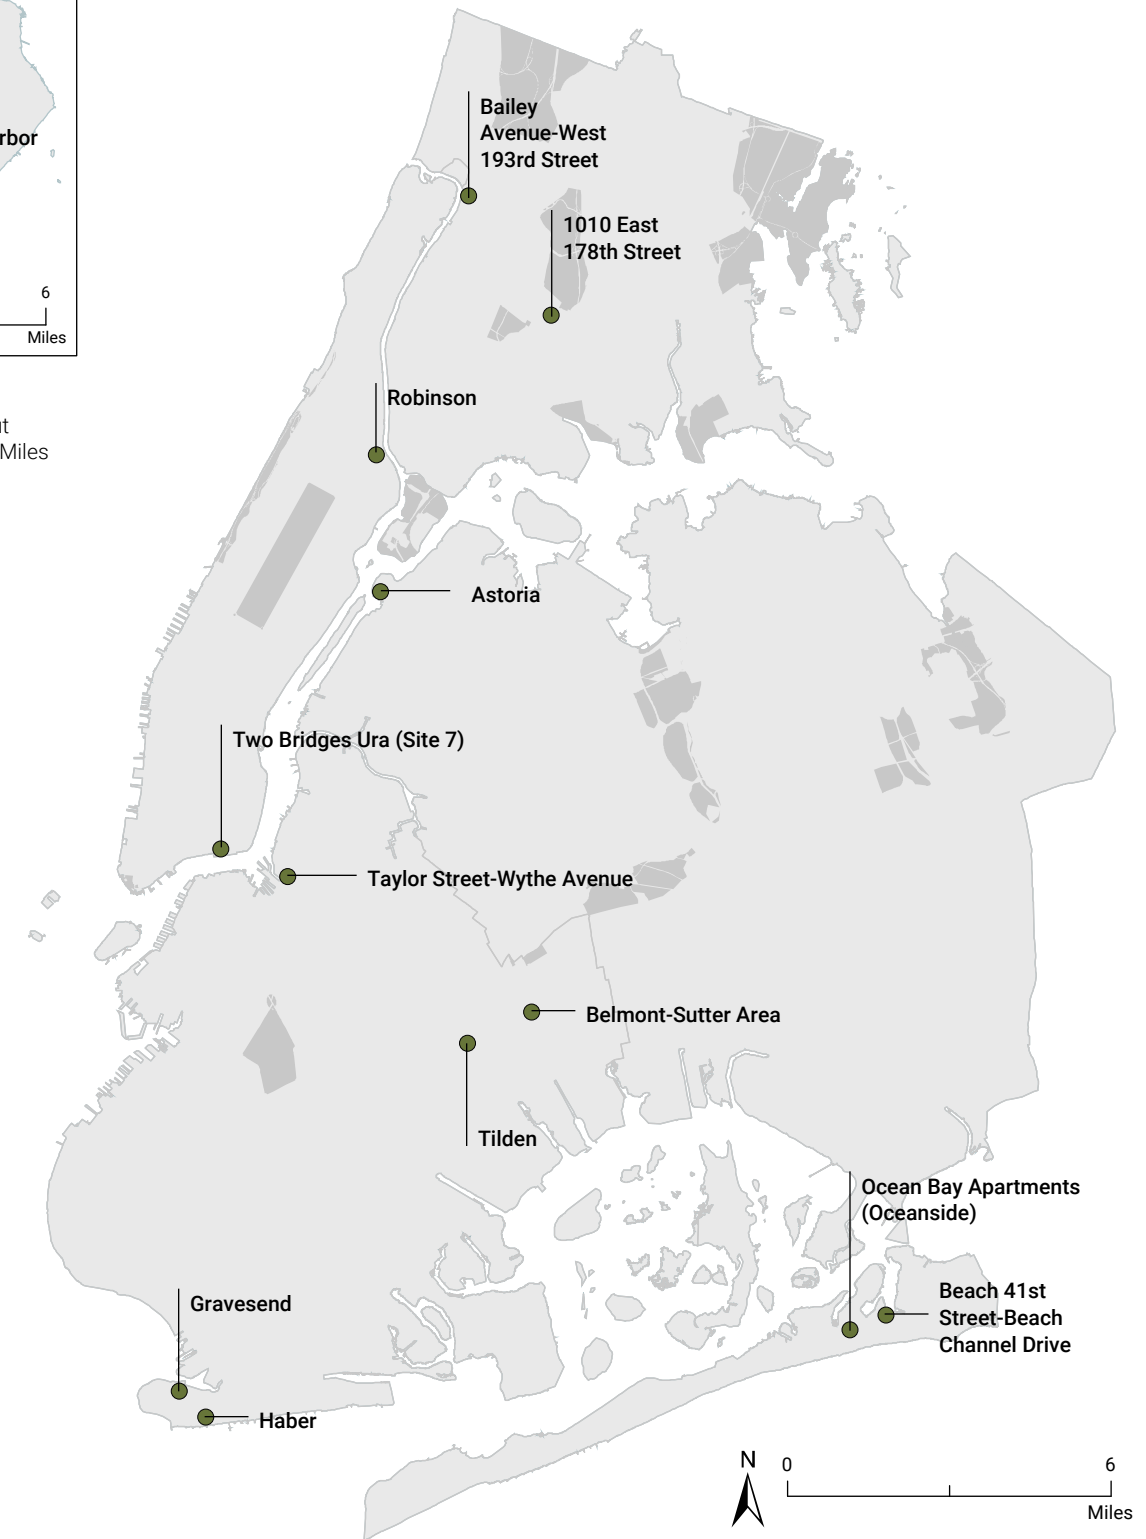 rbor
6
Miles
Miles
Bailey
Avenue-West
193rd Street
1010 East
178th Street
Robinson
Astoria
Two Bridges Ura (Site 7)
Taylor Street-Wythe Avenue
Belmont-Sutter Area
Tilden
Ocean Bay Apartments
(Oceanside)
Beach 41st
Street-Beach
Channel Drive
Gravesend
Haber
N
0
6
Miles